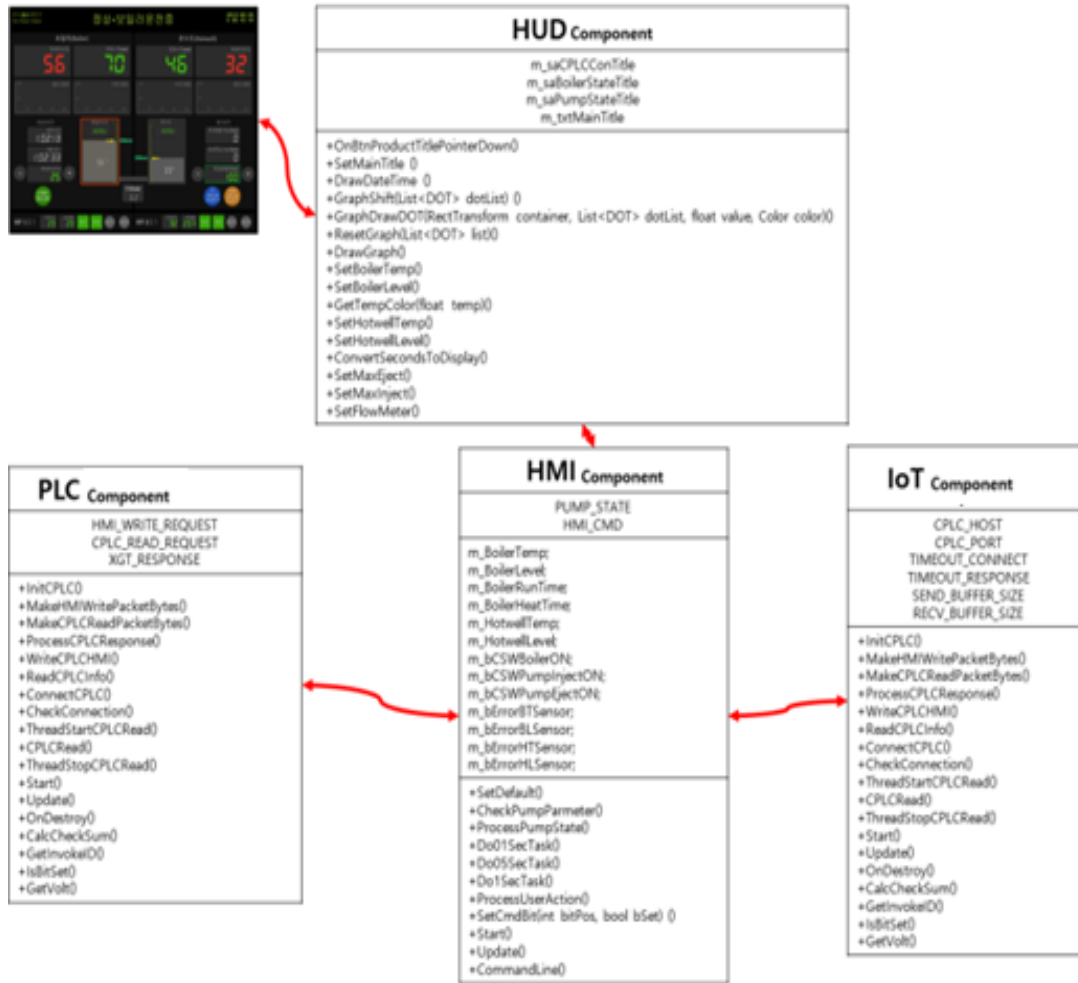 56
70
46
32
HUD Component
m_saCPLCConTitle
m_saBoilerStateTitle
m_saPumpStateTitle
m_txtMainTitle
+OnBtnProductTitlePointerDown()
+SetMainTitle ()
+DrawDateTime ()
+GraphShift(List<DOT> dotList) ()
+GraphDrawDOT(RectTransform container, List<DOT> dotList, float value, Color color)()
+ResetGraph(List<DOT> list)()
+DrawGraph()
+SetBoilerTemp()
+SetBoilerLevel()
+GetTempColor(float temp)()
+SetHotwellTemp()
+SetHotwellLevel()
+ConvertSecondsToDisplay()
+SetMaxEject()
+SetMaxInject()
+SetFlowMeter()
PLC Component
HMI_WRITE_REQUEST
CPLC_READ_REQUEST
XGT_RESPONSE
+InitCPLC()
+MakeHMIWritePacketBytes()
+MakeCPLCReadPacketBytes()
+ProcessCPLCResponse()
+WriteCPLCHMI()
+ReadCPLCInfo()
+ConnectCPLC()
+CheckConnection()
+ThreadStartCPLCRead()
+CPLCRead()
+ThreadStopCPLCRead()
+Start()
+Update()
+OnDestroy()
+CalcCheckSum()
+GetInvokeID()
+IsBitSet()
+GetVolt()
HMI Component
PUMP_STATE
HMI_CMD
m_BoilerTemp;
m_BoilerLevel;
m_BoilerRunTime;
m_BoilerHeatTime;
m_HotwellTemp;
m_HotwellLevel;
m_bCSWBoilerON;
m_bCSWPumpInjectON;
m_bCSWPumpEjectON;
m_bErrorBTSensor;
m_bErrorBLSensor;
m_bErrorHTSensor;
m_bErrorHLSensor;
+SetDefault()
+CheckPumpParmeter()
+ProcessPumpState()
+Do01SecTask()
+Do05SecTask()
+Do1SecTask()
+ProcessUserAction()
+SetCmdBit(int bitPos, bool bSet) ()
+Start()
+Update()
+CommandLine()
IoT Component
CPLC_HOST
CPLC_PORT
TIMEOUT_CONNECT
TIMEOUT_RESPONSE
SEND_BUFFER_SIZE
RECV_BUFFER_SIZE
+InitCPLC()
+MakeHMIWritePacketBytes()
+MakeCPLCReadPacketBytes()
+ProcessCPLCResponse()
+WriteCPLCHMI()
+ReadCPLCInfo()
+ConnectCPLC()
+CheckConnection()
+ThreadStartCPLCRead()
+CPLCRead()
+ThreadStopCPLCRead()
+Start()
+Update()
+OnDestroy()
+CalcCheckSum()
+GetInvokeID()
+IsBitSet()
+GetVolt()